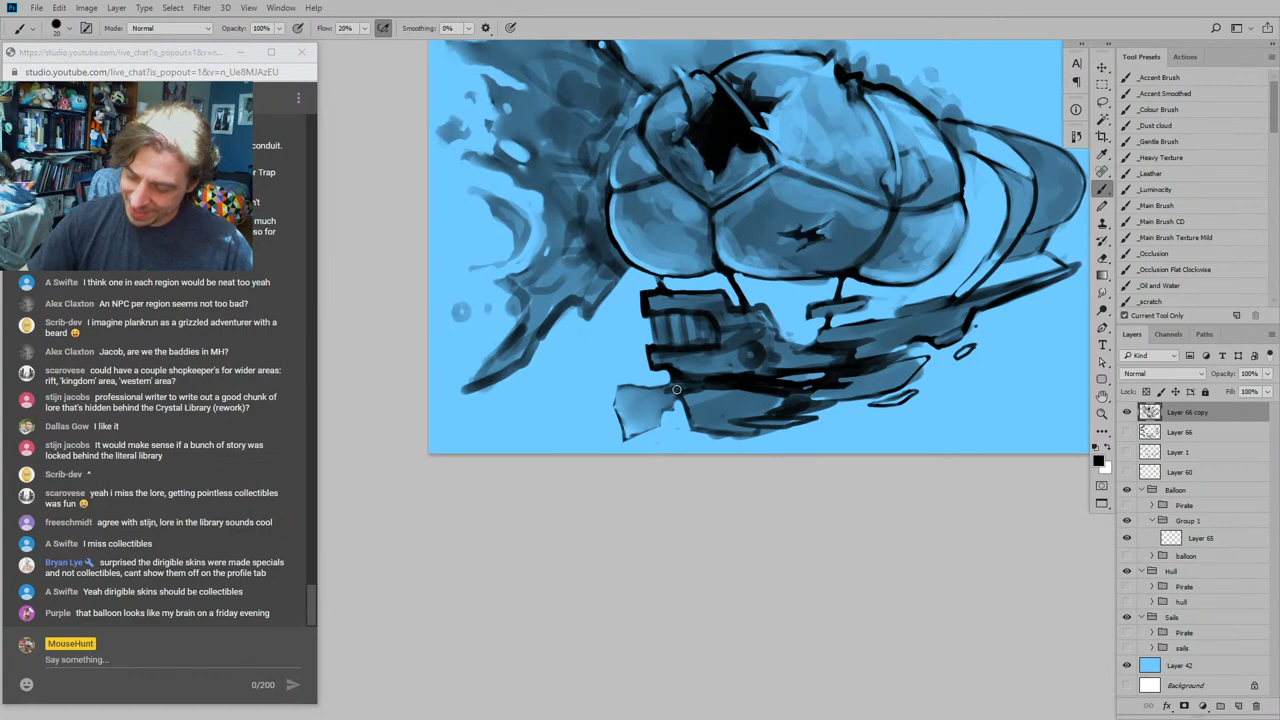 Ps File Edit Image Layer Type Select Filter 3D View Window Help
20 Mode: Normal Opacity: 100% Flow: 20% Smoothing: 0%
https://studio.youtube.com/live_chat?is_popout=1&v=n_...
studio.youtube.com/live_chat?is_popout=1&v=n_Ue8MJAzEU
conduit.
r Trap
much
so for
A Swifte I think one in each region would be neat too yeah
Alex Claxton An NPC per region seems not too bad?
Scrib-dev I imagine plankrun as a grizzled adventurer with a
beard
Alex Claxton Jacob, are we the baddies in MH?
scarovese could have a couple shopkeeper's for wider areas:
rift, 'kingdom' area, 'western' area?
stijn jacobs professional writer to write out a good chunk of
lore that's hidden behind the Crystal Library (rework)?
Dallas Gow I like it
stijn jacobs It would make sense if a bunch of story was
locked behind the literal library
Scrib-dev ^
scarovese yeah i miss the lore, getting pointless collectibles
was fun
freeschmidt agree with stijn, lore in the library sounds cool
A Swifte I miss collectibles
Bryan Lye surprised the dirigible skins were made specials
and not collectibles, cant show them off on the profile tab
A Swifte Yeah dirigible skins should be collectibles
Purple that balloon looks like my brain on a friday evening
MouseHunt
Say something...
0/200
Tool Presets Actions
_Accent Brush
_Accent Smoothed
_Colour Brush
_Dust cloud
_Gentle Brush
_Heavy Texture
_Leather
_Luminosity
_Main Brush
_Main Brush CD
_Main Brush Texture Mild
_Occlusion
_Occlusion Flat Clockwise
_Oil and Water
_scratch
Current Tool Only
Layers Channels Paths
Kind
Normal Opacity: 100%
Lock: Fill: 100%
Layer 66 copy
Layer 66
Layer 1
Layer 60
Balloon
Pirate
Group 1
Layer 65
balloon
Hull
Pirate
hull
Sails
Pirate
sails
Layer 42
Background